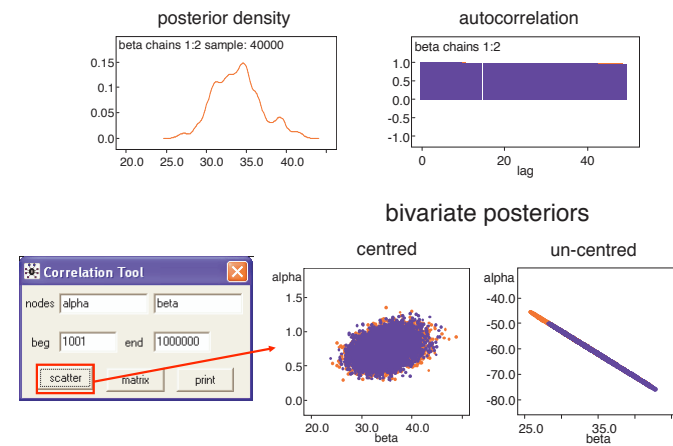 posterior density
beta chains 1:2 sample: 40000
0.15
0.1
0.05
0.0
20.0 25.0 30.0 35.0 40.0
autocorrelation
beta chains 1:2
1.0
0.5
0.0
-0.5
-1.0
0 20 40
lag
bivariate posteriors
Correlation Tool
nodes alpha beta
beg 1001 end 1000000
scatter matrix print
centred
alpha
1.5
1.0
0.5
0.0
20.0 30.0 40.0
beta
un-centred
alpha
-40.0
-50.0
-60.0
-70.0
-80.0
25.0 35.0
beta